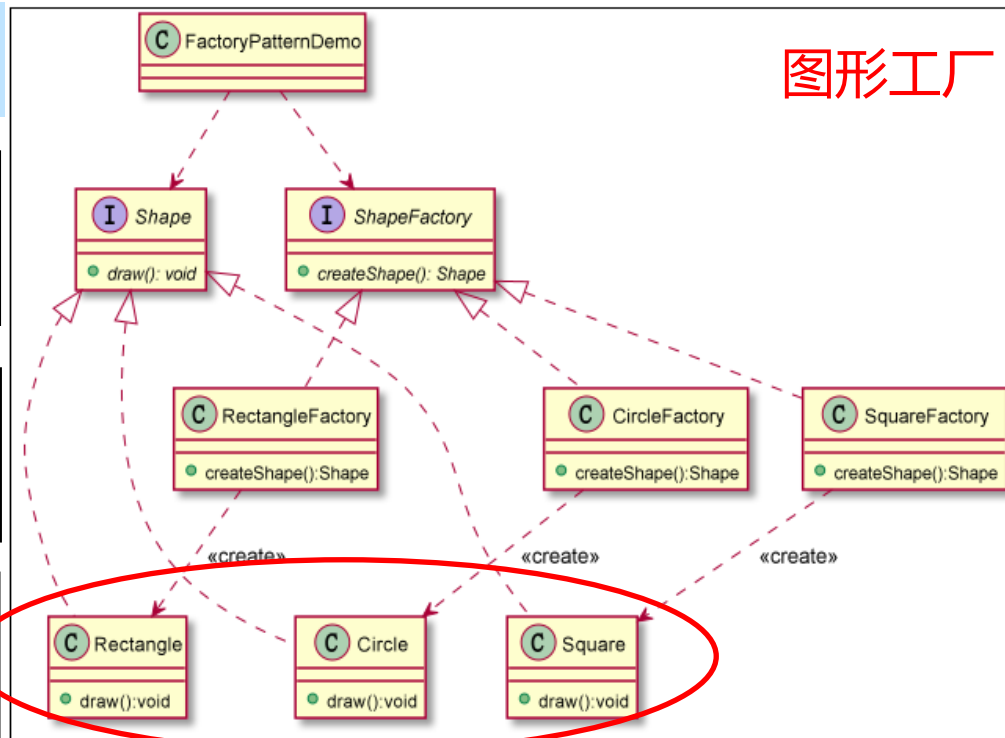 C FactoryPatternDemo
图形工厂
I Shape
draw(): void
I ShapeFactory
createShape(): Shape
C RectangleFactory
createShape():Shape
C CircleFactory
createShape():Shape
C SquareFactory
createShape():Shape
«create»
«create»
«create»
C Rectangle
draw():void
C Circle
draw():void
C Square
draw():void